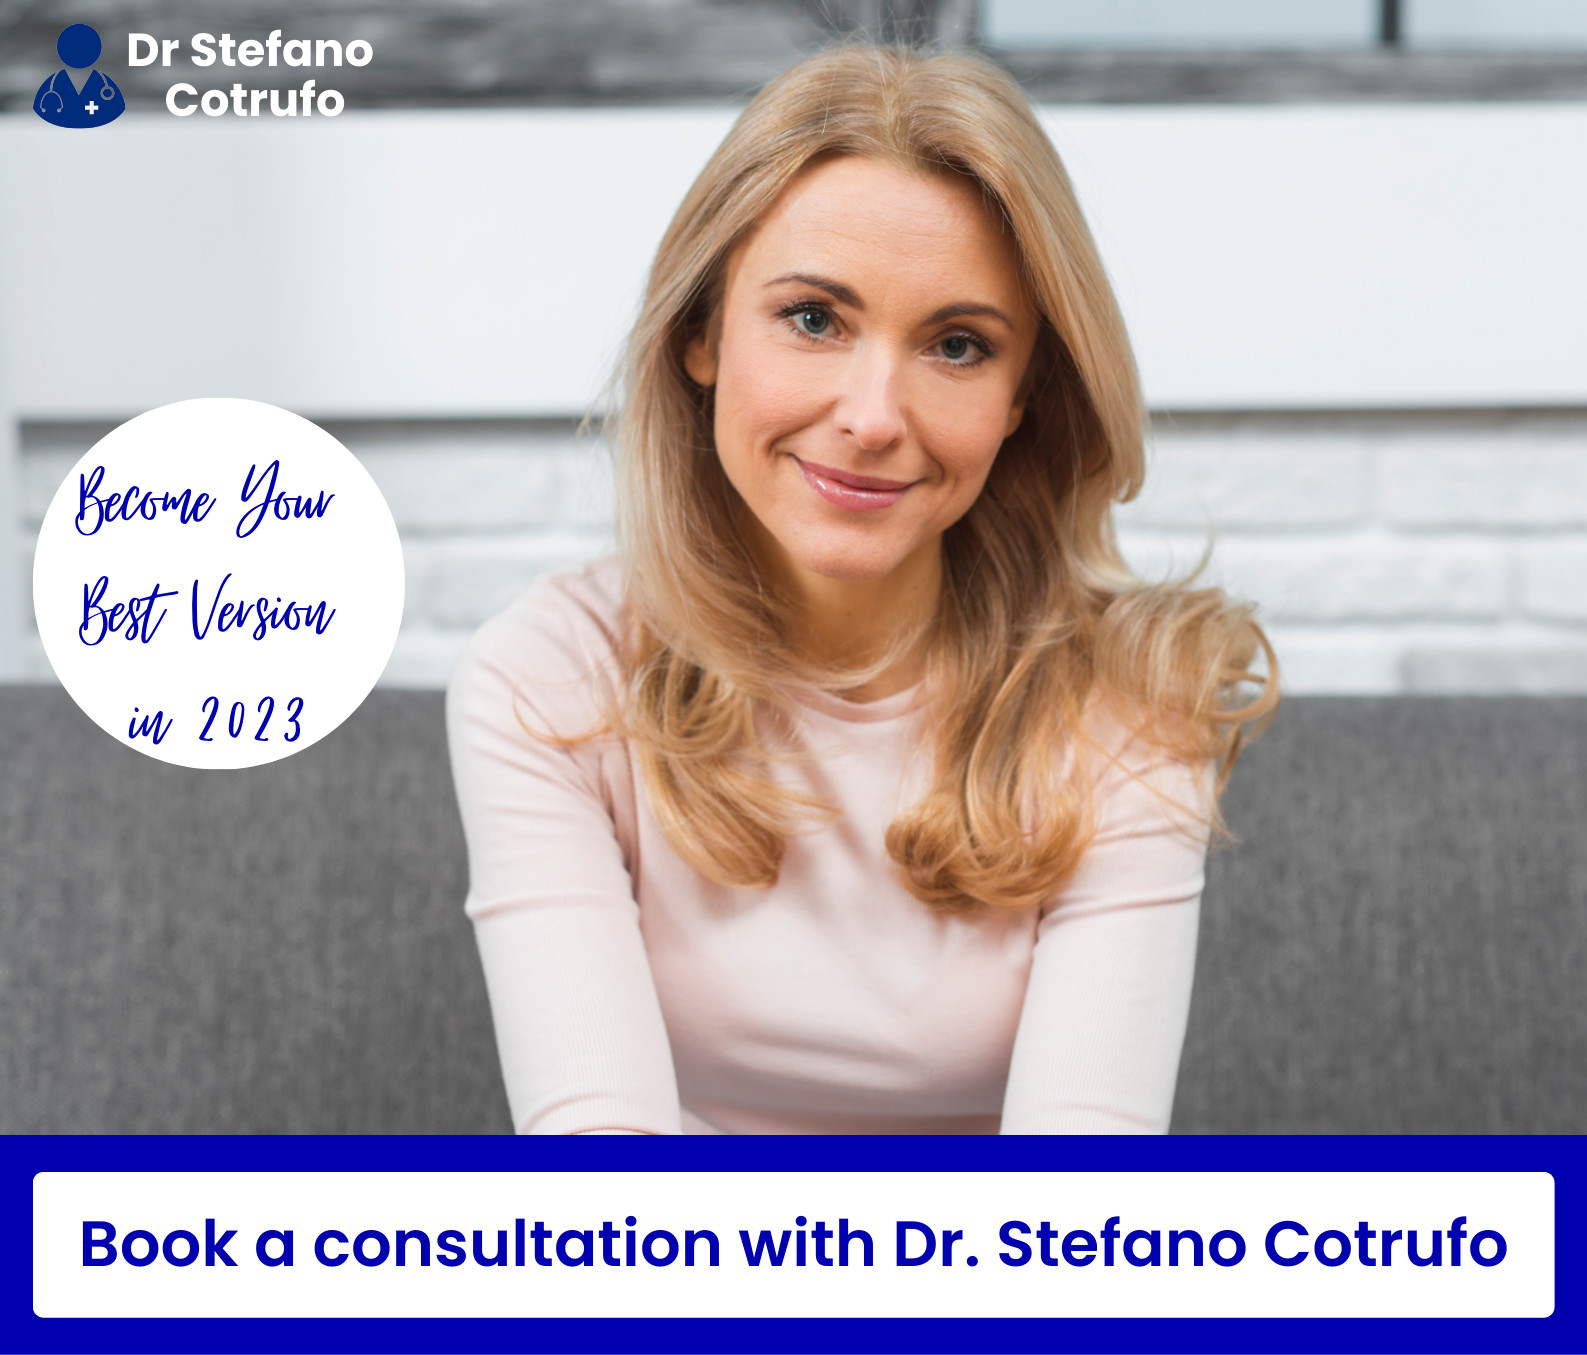 Dr Stefano
Cotrufo
Become Your
Best Version
in 2023
Book a consultation with Dr. Stefano Cotrufo